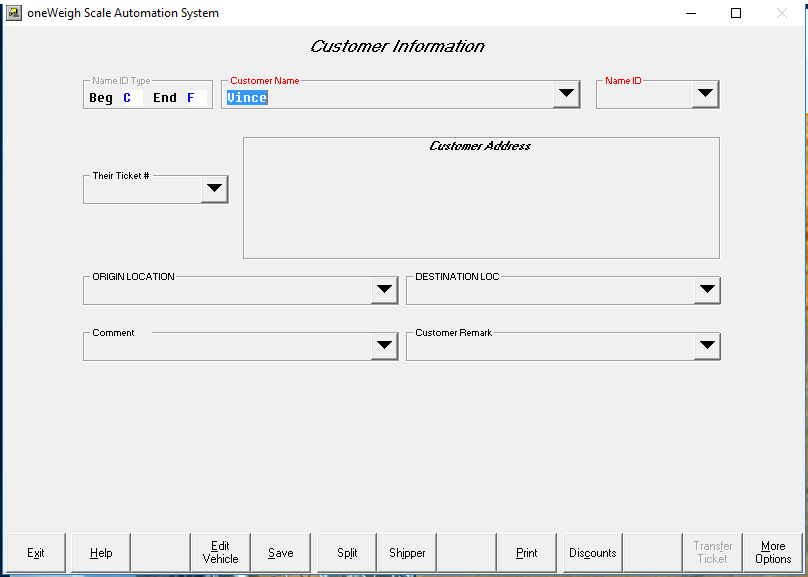 oneWeigh Scale Automation System
Customer Information
Name ID Type
Customer Name
Name ID
Beg C End F
Vince
Customer Address
Their Ticket #
ORIGIN LOCATION
DESTINATION LOC
Comment
Customer Remark
Exit
Help
Edit
Vehicle
Save
Split
Shipper
Print
Discounts
Transfer
Ticket
More
Options